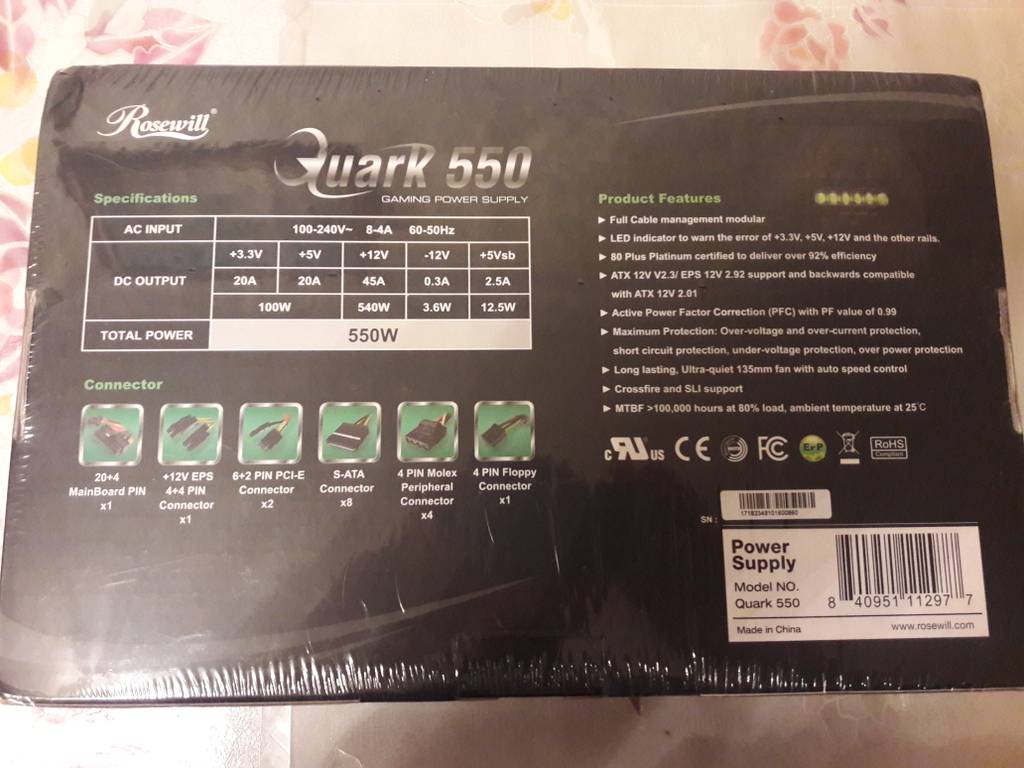 Rosewill®
Quark 550
GAMING POWER SUPPLY
Specifications
AC INPUT 100-240V~ 8-4A 60-50Hz
DC OUTPUT +3.3V +5V +12V -12V +5Vsb
20A 20A 45A 0.3A 2.5A
100W 540W 3.6W 12.5W
TOTAL POWER 550W
Connector
20+4
MainBoard PIN
x1
+12V EPS
4+4 PIN
Connector
x1
6+2 PIN PCI-E
Connector
x2
S-ATA
Connector
x8
4 PIN Molex
Peripheral
Connector
x4
4 PIN Floppy
Connector
x1
Product Features
► Full Cable management modular
► LED indicator to warn the error of +3.3V, +5V, +12V and the other rails.
► 80 Plus Platinum certified to deliver over 92% efficiency
► ATX 12V V2.3/ EPS 12V 2.92 support and backwards compatible
with ATX 12V 2.01
► Active Power Factor Correction (PFC) with PF value of 0.99
► Maximum Protection: Over-voltage and over-current protection,
short circuit protection, under-voltage protection, over power protection
► Long lasting, Ultra-quiet 135mm fan with auto speed control
► Crossfire and SLI support
► MTBF >100,000 hours at 80% load, ambient temperature at 25℃
c RU US CE FC ErP RoHS
Compliant
SN :
Power
Supply
Model NO.
Quark 550
8 40951 11297 7
Made in China
www.rosewill.com